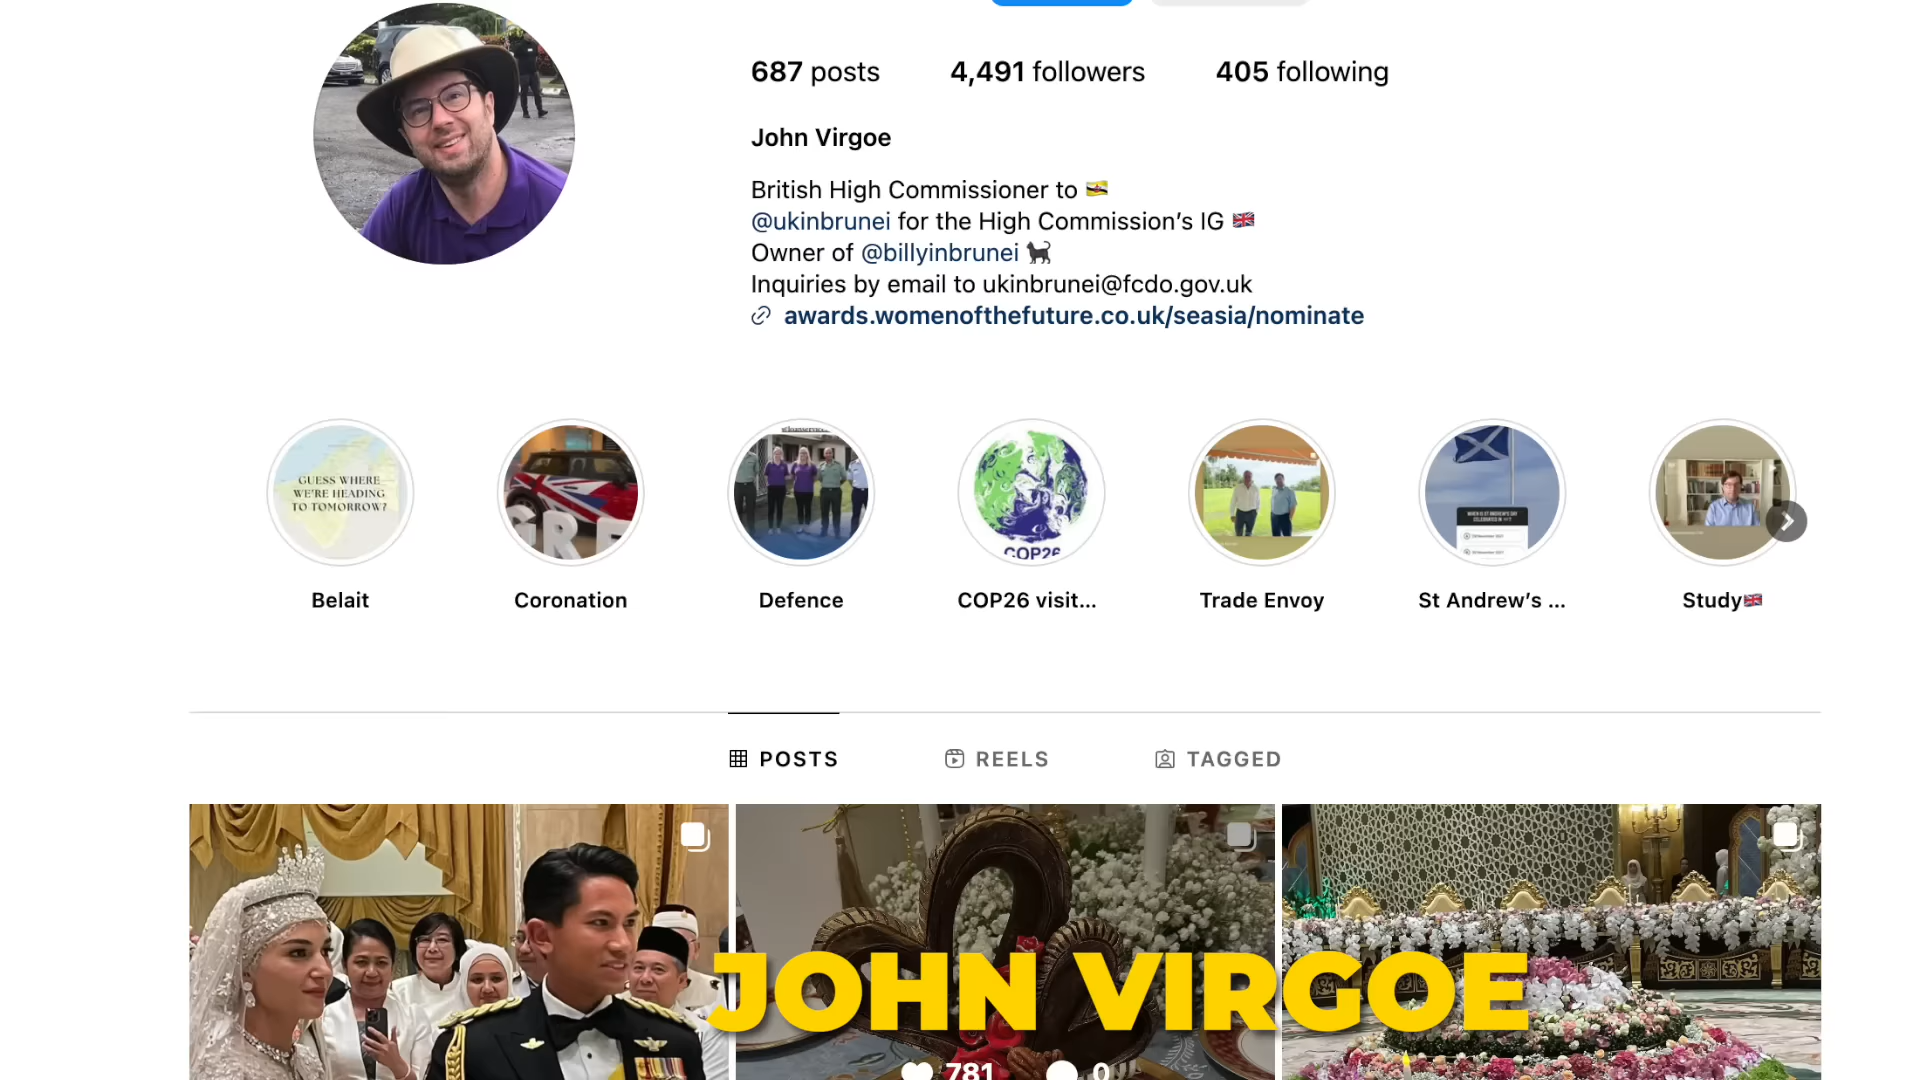 687 posts 4,491 followers 405 following
John Virgoe
British High Commissioner to
@ukinbrunei for the High Commission’s IG
Owner of @billyinbrunei
Inquiries by email to ukinbrunei@fcdo.gov.uk
awards.womenofthefuture.co.uk/seasia/nominate
GUESS WHERE
WE'RE HEADING
TO TOMORROW?
GR
COP26
Belait
Coronation
Defence
COP26 visit...
Trade Envoy
St Andrew’s ...
Study
POSTS
REELS
TAGGED
JOHN VIRGOE
781 0